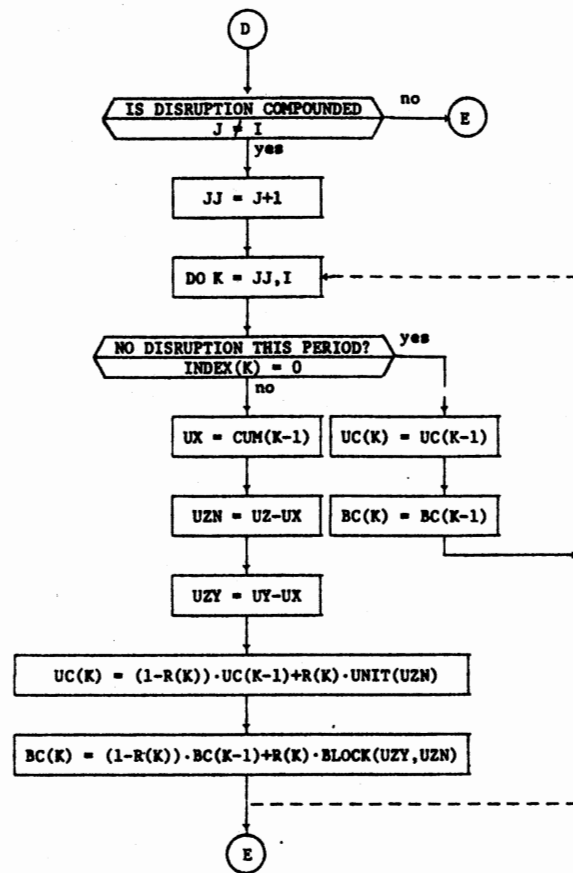 D
IS DISRUPTION COMPOUNDED
no
E
J ≠ I
yes
JJ = J+1
DO K = JJ,I
NO DISRUPTION THIS PERIOD?
yes
INDEX(K) = 0
no
UX = CUM(K-1)
UC(K) = UC(K-1)
UZN = UZ-UX
BC(K) = BC(K-1)
UZY = UY-UX
UC(K) = (1-R(K))·UC(K-1)+R(K)·UNIT(UZN)
BC(K) = (1-R(K))·BC(K-1)+R(K)·BLOCK(UZY,UZN)
E